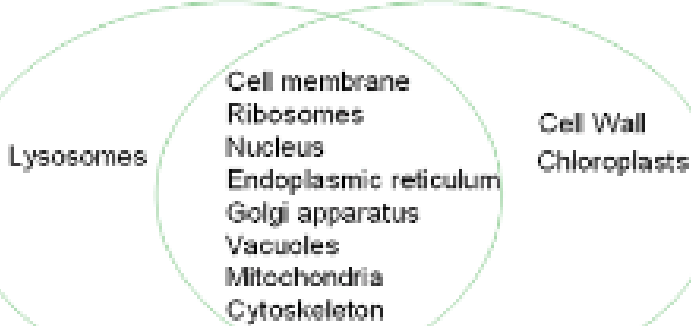 Lysosomes
Cell membrane
Ribosomes
Nucleus
Endoplasmic reticulum
Golgi apparatus
Vacuoles
Mitochondria
Cytoskeleton
Cell Wall
Chloroplasts